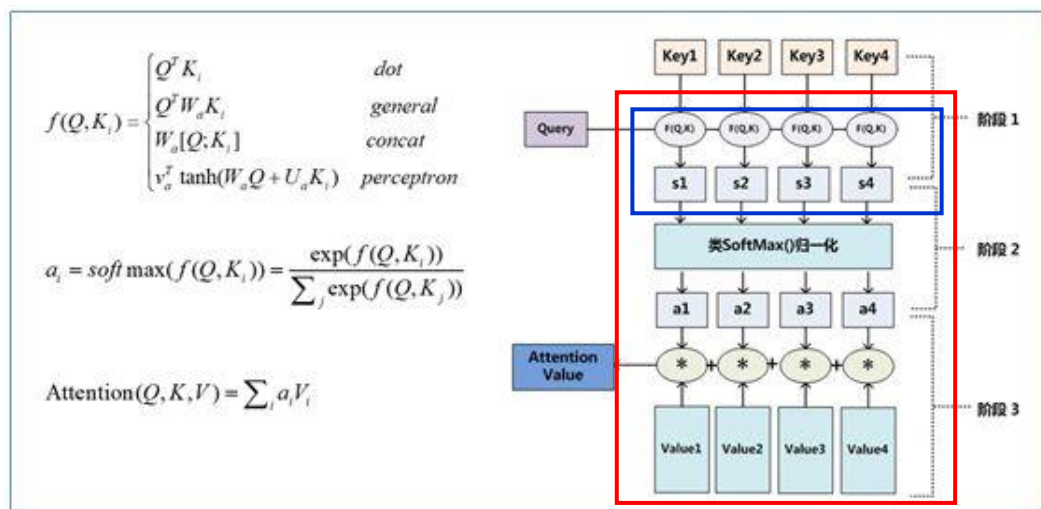 f(Q,K_i) = { Q^T K_i dot
Q^T W_a K_i general
W_a[Q;K_i] concat
v_a^T tanh(W_a Q + U_a K_i) perceptron
a_i = soft max(f(Q,K_i)) = exp(f(Q,K_i)) / ∑_j exp(f(Q,K_j))
Attention(Q,K,V) = ∑_i a_i V_i
Key1 Key2 Key3 Key4
阶段 1
Query F(Q,K) F(Q,K) F(Q,K) F(Q,K)
s1 s2 s3 s4
类SoftMax()归一化
阶段 2
a1 a2 a3 a4
Attention
Value
* + * + * + *
阶段 3
Value1 Value2 Value3 Value4